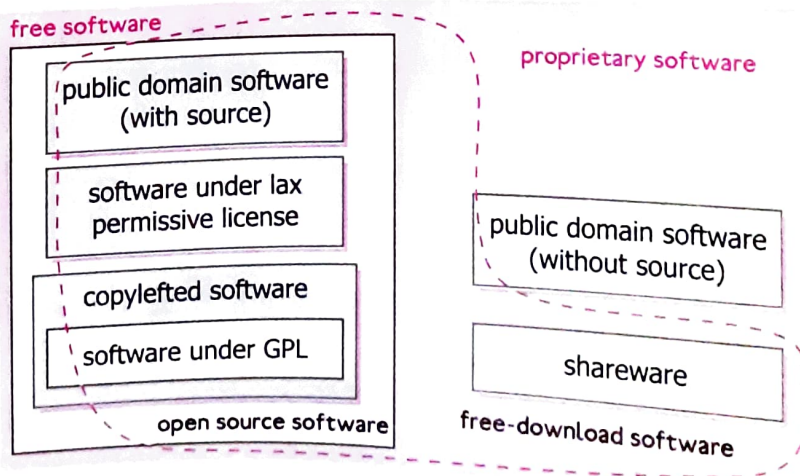 free software
proprietary software
public domain software
(with source)
software under lax
permissive license
copylefted software
software under GPL
open source software
public domain software
(without source)
shareware
free-download software